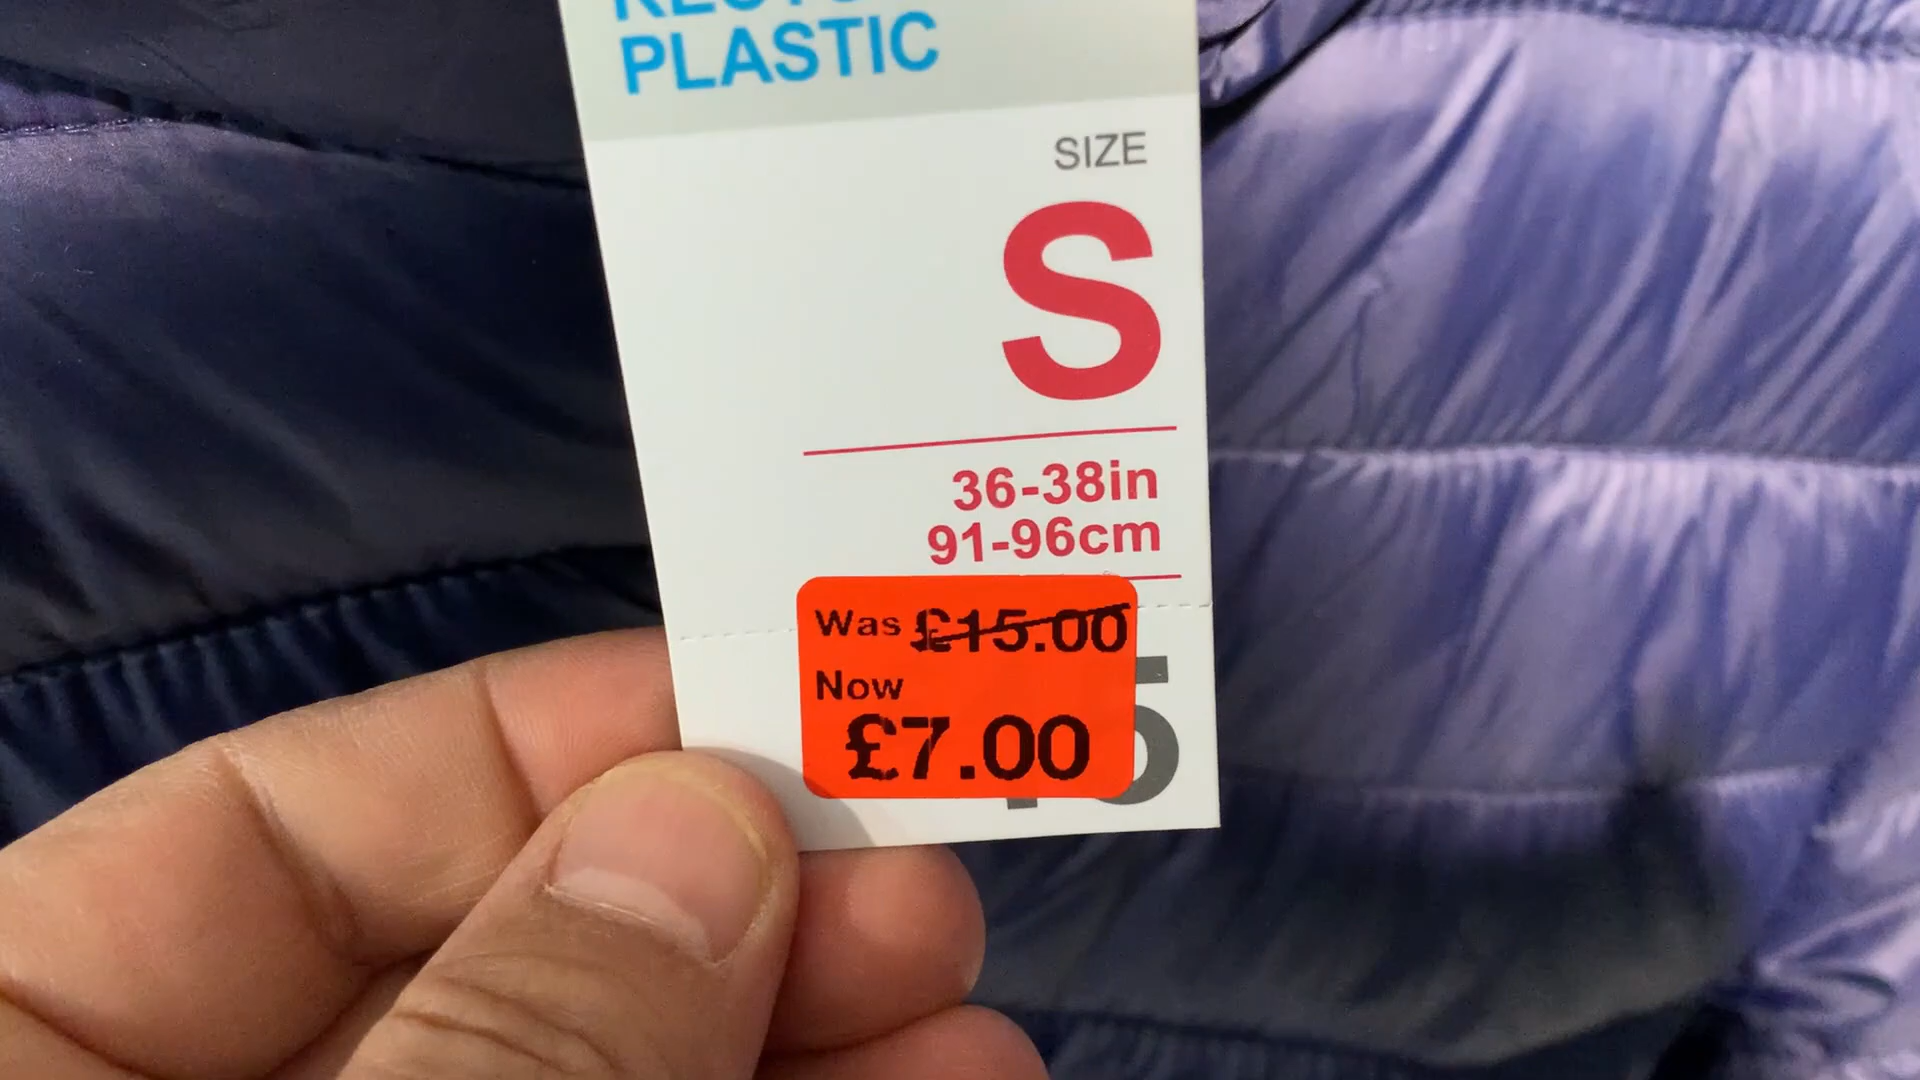 PLASTIC
SIZE
S
36-38in
91-96cm
Was £15.00
Now
£7.00